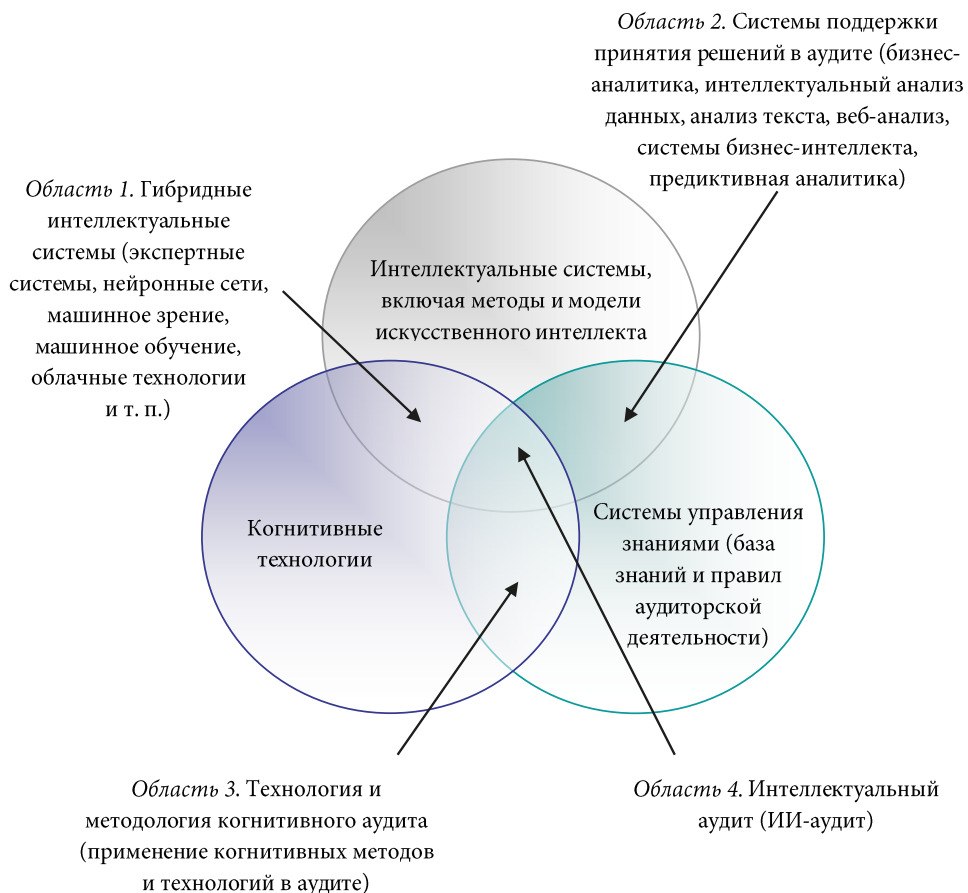 Область 2. Системы поддержки
принятия решений в аудите (бизнес-
аналитика, интеллектуальный анализ
данных, анализ текста, веб-анализ,
системы бизнес-интеллекта,
предиктивная аналитика)
Область 1. Гибридные
интеллектуальные
системы (экспертные
системы, нейронные сети,
машинное зрение,
машинное обучение,
облачные технологии
и т. п.)
Интеллектуальные системы,
включая методы и модели
искусственного интеллекта
Когнитивные
технологии
Системы управления
знаниями (база
знаний и правил
аудиторской
деятельности)
Область 3. Технология и
методология когнитивного аудита
(применение когнитивных методов
и технологий в аудите)
Область 4. Интеллектуальный
аудит (ИИ-аудит)